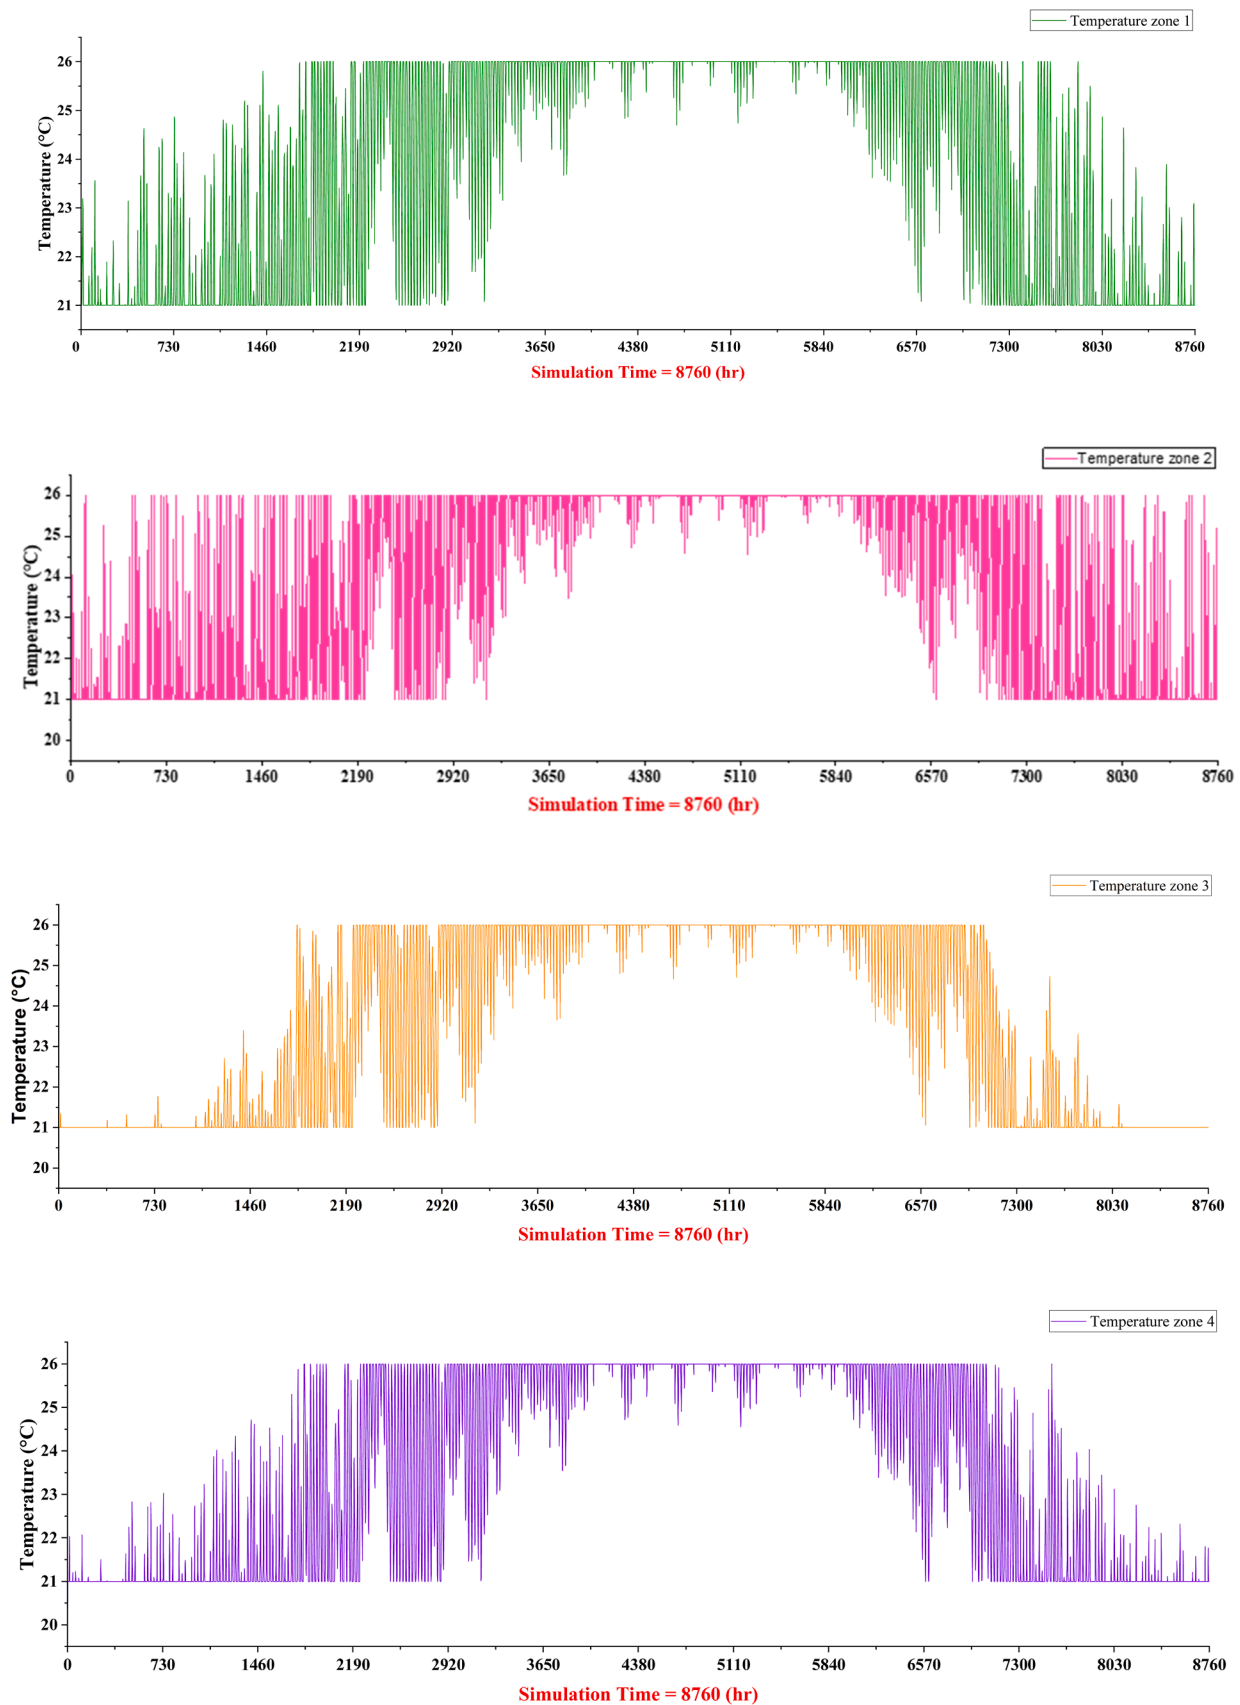 Temperature zone 1
26
25
24
23
22
21
Temperature (°C)
0 730 1460 2190 2920 3650 4380 5110 5840 6570 7300 8030 8760
Simulation Time = 8760 (hr)
Temperature zone 2
26
25
24
23
22
21
20
Temperature (°C)
0 730 1460 2190 2920 3650 4380 5110 5840 6570 7300 8030 8760
Simulation Time = 8760 (hr)
Temperature zone 3
26
25
24
23
22
21
20
Temperature (°C)
0 730 1460 2190 2920 3650 4380 5110 5840 6570 7300 8030 8760
Simulation Time = 8760 (hr)
Temperature zone 4
26
25
24
23
22
21
20
Temperature (°C)
0 730 1460 2190 2920 3650 4380 5110 5840 6570 7300 8030 8760
Simulation Time = 8760 (hr)